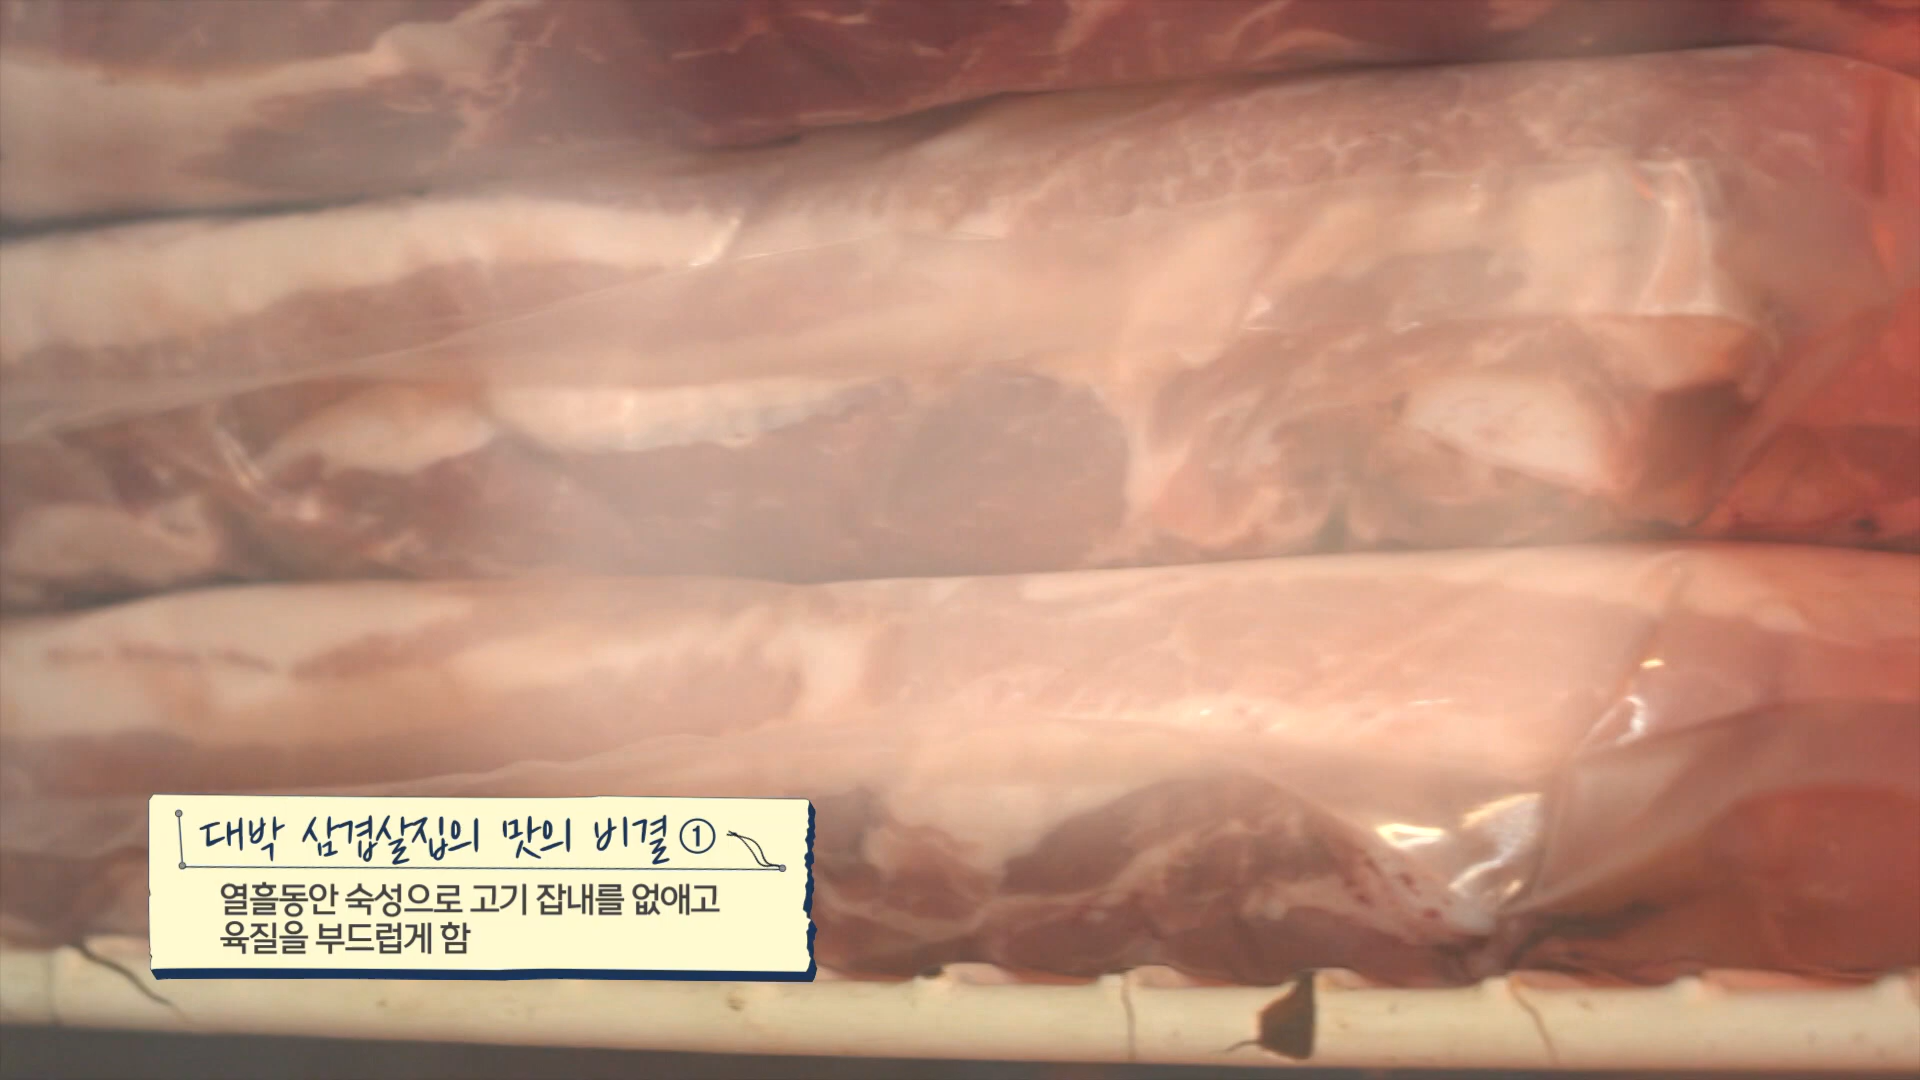 대박 삼겹살집의 맛의 비결 ①
열흘동안 숙성으로 고기 잡내를 없애고
육질을 부드럽게 함